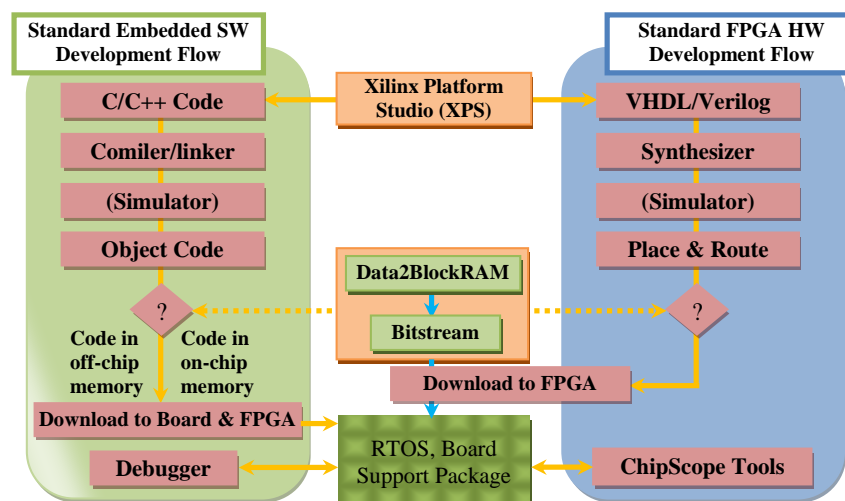 Standard Embedded SW
Development Flow
Standard FPGA HW
Development Flow
Xilinx Platform
Studio (XPS)
C/C++ Code
Comiler/linker
(Simulator)
Object Code
?
Code in
off-chip
memory
Code in
on-chip
memory
Download to Board & FPGA
Debugger
Data2BlockRAM
Bitstream
RTOS, Board
Support Package
VHDL/Verilog
Synthesizer
(Simulator)
Place & Route
?
Download to FPGA
ChipScope Tools